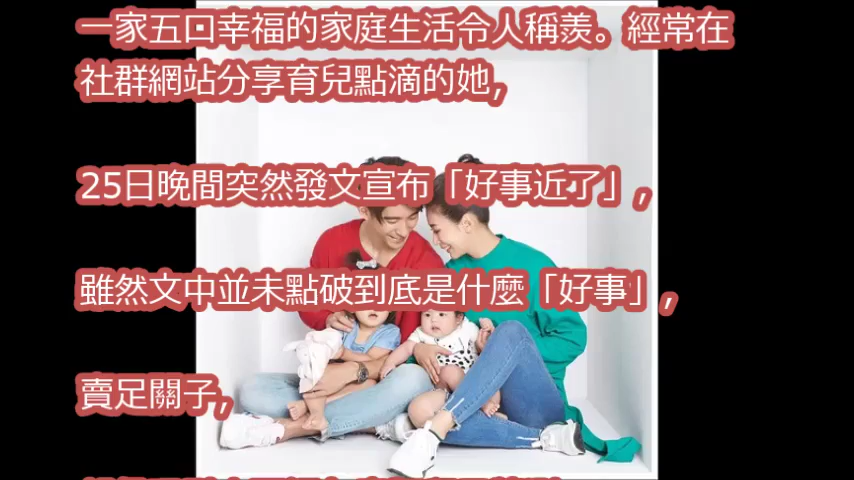 一家五口幸福的家庭生活令人稱羨。經常在
社群網站分享育兒點滴的她,
25日晚間突然發文宣布「好事近了」,
雖然文中並未點破到底是什麼「好事」,
賣足關子,